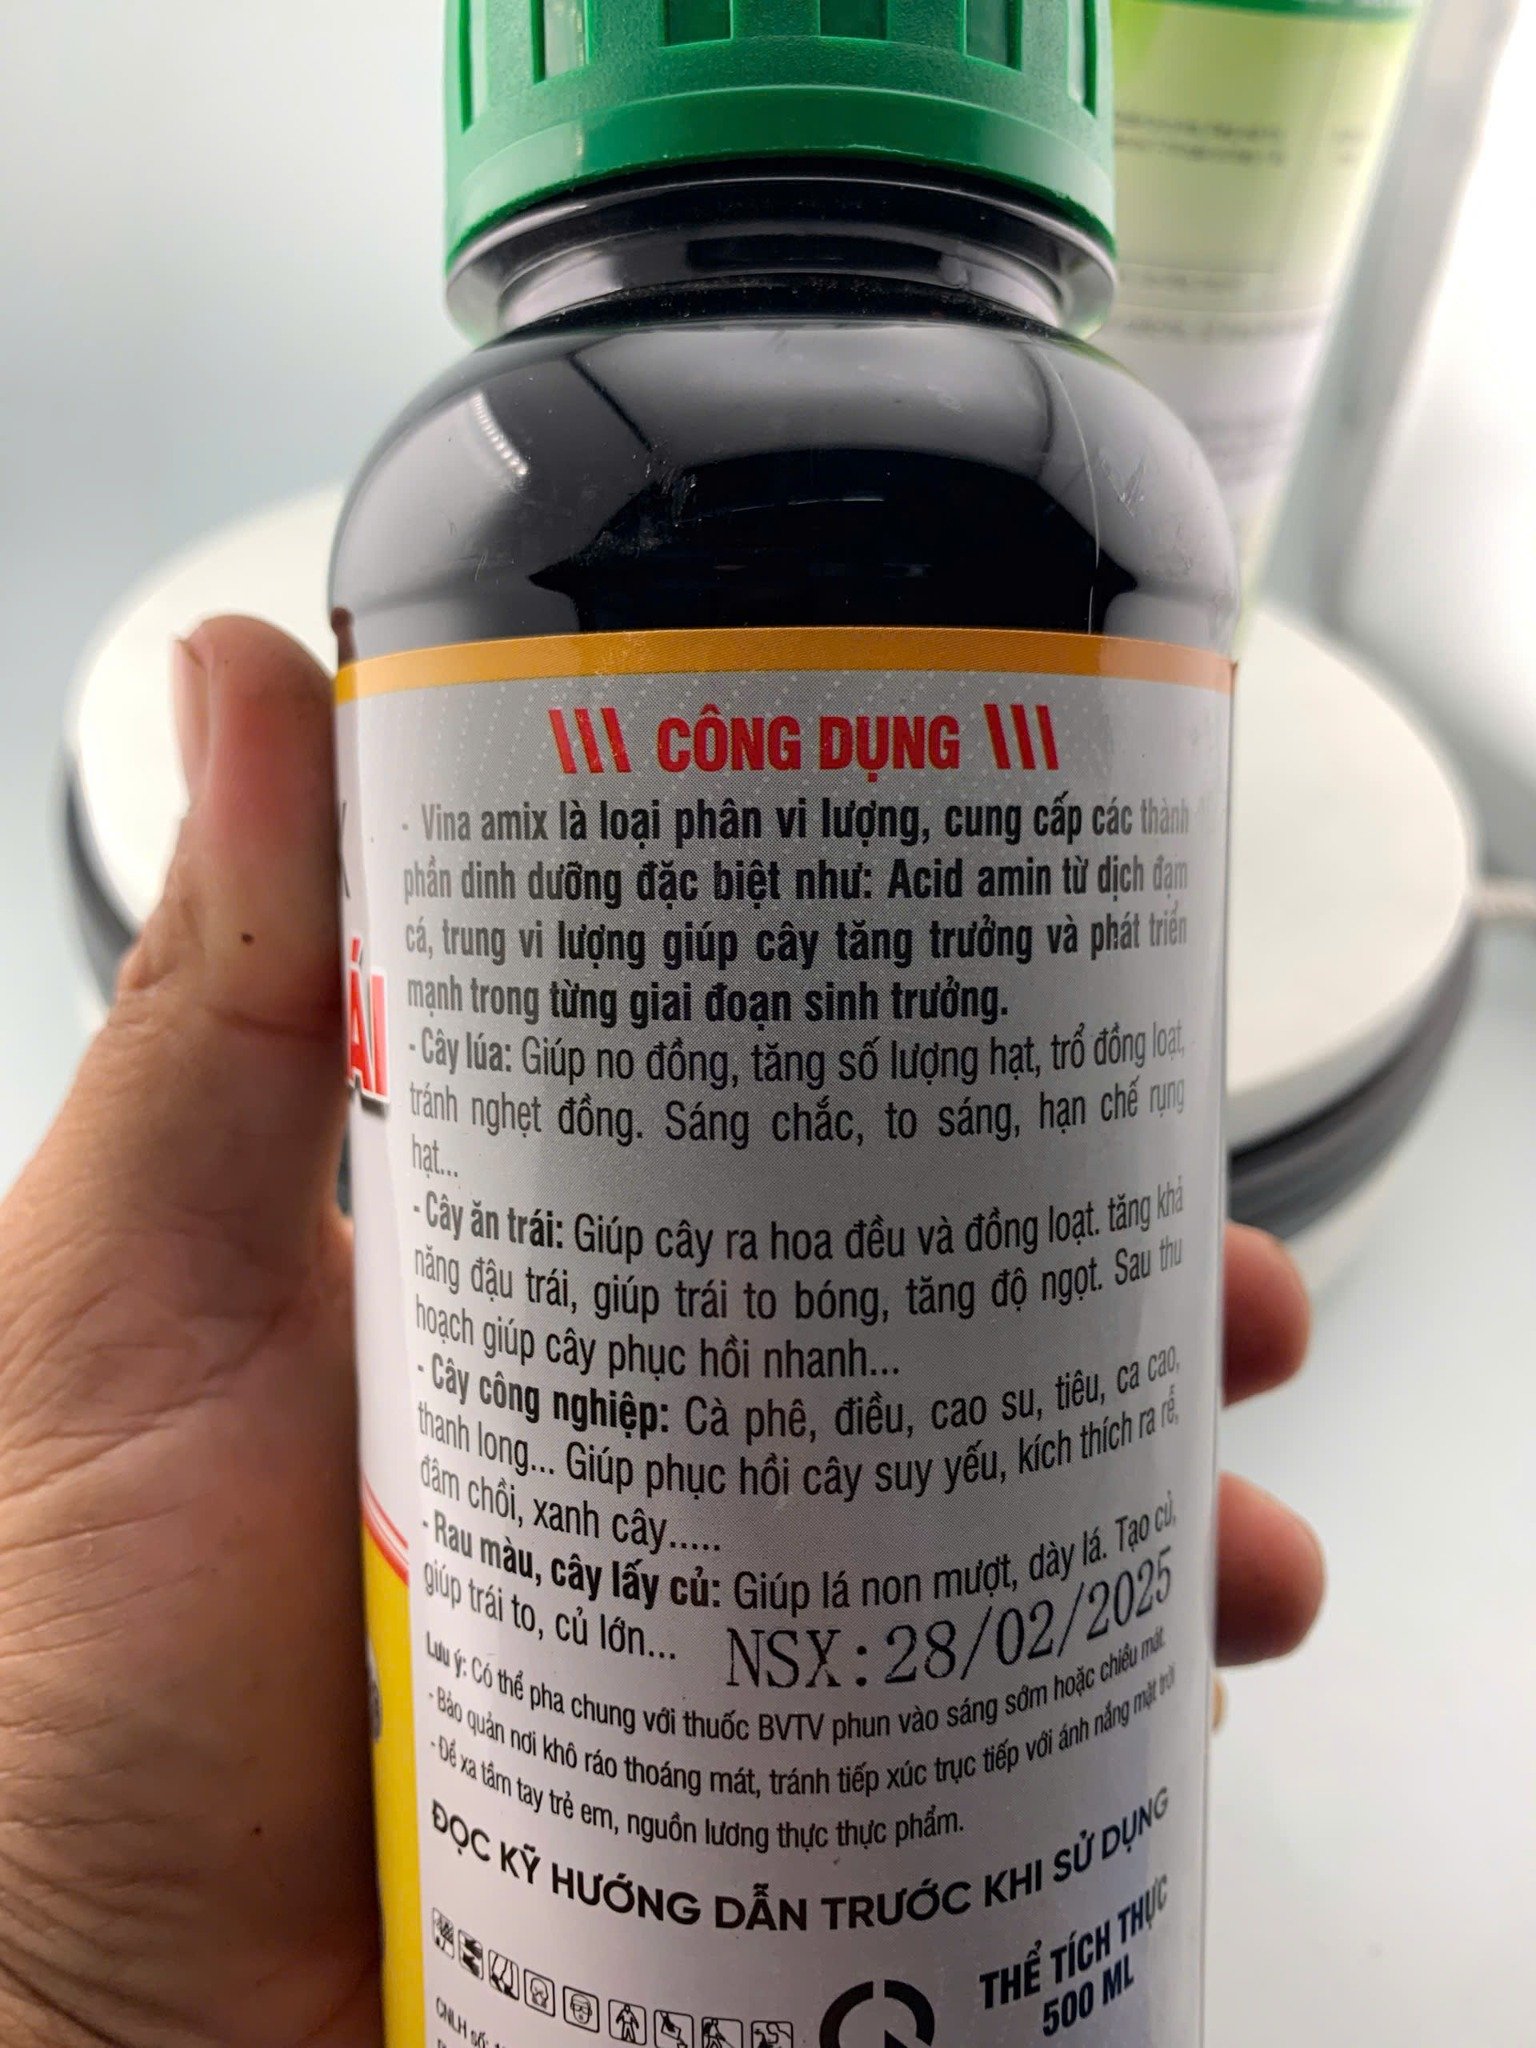 CÔNG DỤNG
- Vina amix là loại phân vi lượng, cung cấp các thành
phần dinh dưỡng đặc biệt như: Acid amin từ dịch đạm
cá, trung vi lượng giúp cây tăng trưởng và phát triển
mạnh trong từng giai đoạn sinh trưởng.
- Cây lúa: Giúp no đồng, tăng số lượng hạt, trổ đồng loạt,
tránh nghẹt đồng. Sáng chắc, to sáng, hạn chế rụng
hạt...
- Cây ăn trái: Giúp cây ra hoa đều và đồng loạt. tăng khả
năng đậu trái, giúp trái to bóng, tăng độ ngọt. Sau thu
hoạch giúp cây phục hồi nhanh...
- Cây công nghiệp: Cà phê, điều, cao su, tiêu, ca cao,
thanh long... Giúp phục hồi cây suy yếu, kích thích ra rễ,
đâm chồi, xanh cây.....
- Rau màu, cây lấy củ: Giúp lá non mượt, dày lá. Tạo củ,
giúp trái to, củ lớn...
NSX: 28/02/2025
Lưu ý: Có thể pha chung với thuốc BVTV phun vào sáng sớm hoặc chiều mát.
- Bảo quản nơi khô ráo thoáng mát, tránh tiếp xúc trục tiếp với ánh nắng mặt trời
- Để xa tầm tay trẻ em, nguồn lương thực thực phẩm.
ĐỌC KỸ HƯỚNG DẪN TRƯỚC KHI SỬ DỤNG
THỂ TÍCH THỰC
500 ML
CNLH số:
ÁI